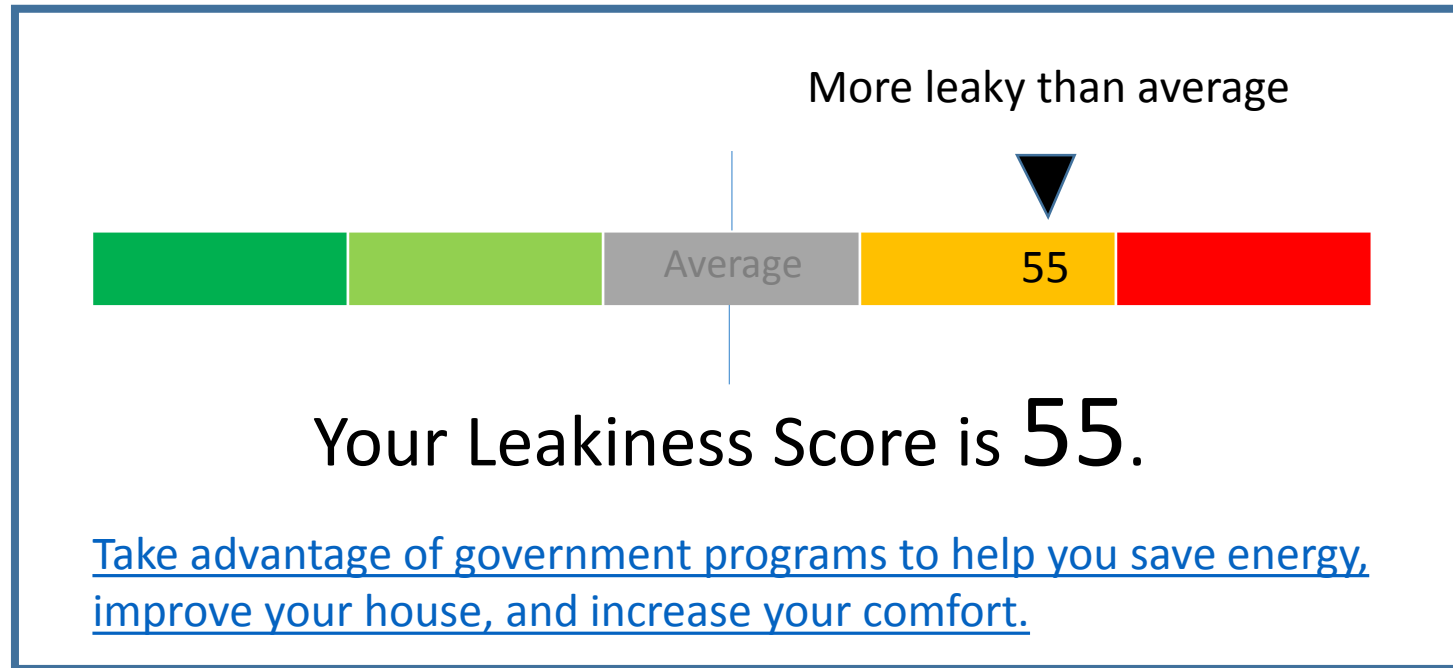 More leaky than average
Average
55
Your Leakiness Score is 55.
Take advantage of government programs to help you save energy,
improve your house, and increase your comfort.